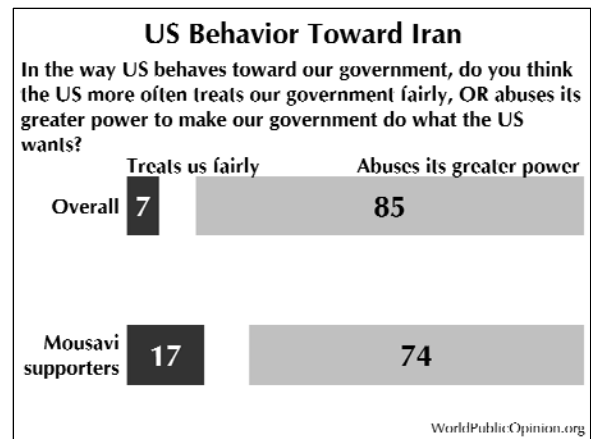 US Behavior Toward Iran
In the way US behaves toward our government, do you think
the US more often treats our government fairly, OR abuses its
greater power to make our government do what the US
wants?
Treats us fairly Abuses its greater power
Overall 7 85
Mousavi
supporters 17 74
WorldPublicOpinion.org